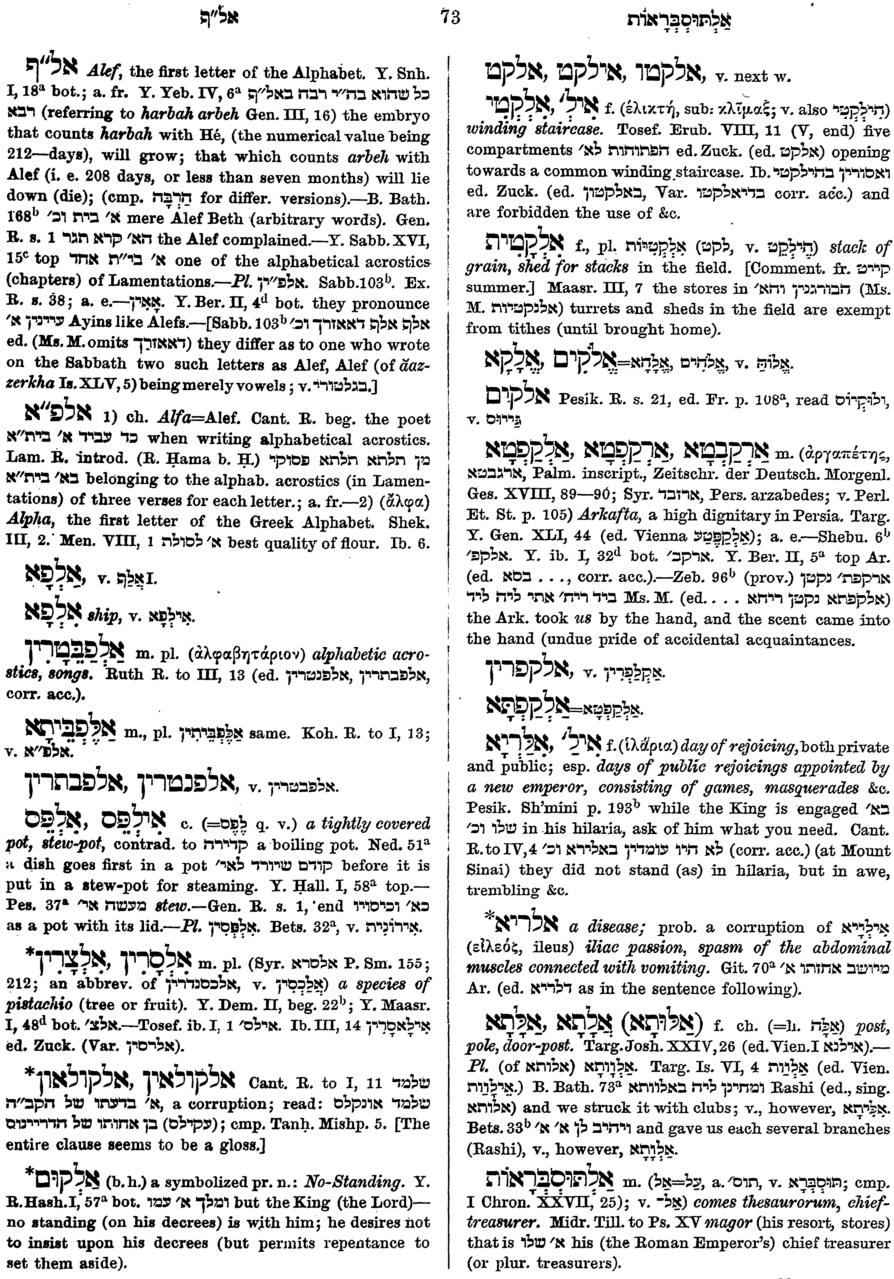 אל״ף
73
אַלְתּוּסְבְּרָאוֹת
אל״ף Alef, the first letter of the Alphabet. Y. Snh.
I, 18ᵃ bot.; a. fr. Y. Yeb. IV, 6ᵃ כל שהוא בה״י רבה באל״ף
רבא (referring to harbah arbeh Gen. III, 16) the embryo
that counts harbah with Hé, (the numerical value being
212—days), will grow; that which counts arbeh with
Alef (i. e. 208 days, or less than seven months) will lie
down (die); (cmp. חָרְבָּה for differ. versions).—B. Bath.
168ᵇ א' בית וכ' mere Alef Beth (arbitrary words). Gen.
R. s. 1 הא' קרא תגר the Alef complained.—Y. Sabb. XVI,
15ᶜ top א' בי״ת אחד one of the alphabetical acrostics
(chapters) of Lamentations.—Pl. אלפ״ין. Sabb. 103ᵇ. Ex.
R. s. 38; a. e.—אָאִין. Y. Ber. II, 4ᵈ bot. they pronounce
א' עיינין Ayins like Alefs.—[Sabb. 103ᵇ אלף אלף דאאזרך וכ'
ed. (Ms. M. omits דאאזרך) they differ as to one who wrote
on the Sabbath two such letters as Alef, Alef (of ăaz-
zerkha Is. XLV, 5) being merely vowels; v. בגלטורי.]
אלפ״א 1) ch. Alfa=Alef. Cant. R. beg. the poet
כד עביד א' בית״א when writing alphabetical acrostics.
Lam. R. introd. (R. Ḥama b. Ḥ.) מן תלתא תלתא פסוקי
בא' בית״א belonging to the alphab. acrostics (in Lamen-
tations) of three verses for each letter.; a. fr.—2) (ἄλφα)
Alpha, the first letter of the Greek Alphabet. Shek.
III, 2. Men. VIII, 1 א' לסולת best quality of flour. Ib. 6.
אַלְפָא, v. אֲלַף I.
אִלְפָא ship, v. אִילְפָא.
אַלְפַבֵּטָרִין m. pl. (ἀλφαβητάριον) alphabetic acro-
stics, songs. Ruth R. to III, 13 (ed. אלפבתרין, אלפנטרין,
corr. acc.).
אַלְפַבֵּיתָא m., pl. אַלְפַבֵּיתִין same. Koh. R. to I, 13;
v. אלפ״א.
אלפנטרין, אלפבתרין, v. אלפבטרין.
אִילְפָּס, אִלְפָּס c. (=לֶפֶס q. v.) a tightly covered
pot, stew-pot, contrad. to קדירה a boiling pot. Ned. 51ᵃ
a dish goes first in a pot קודם שיורד לאי' before it is
put in a stew-pot for steaming. Y. Ḥall. I, 58ᵃ top.—
Pes. 37ᵃ מעשה אי' stew.—Gen. R. s. 1, end כא' וכיסויו
as a pot with its lid.—Pl. אִלְפְּסִין. Bets. 32ᵃ, v. אִירוֹנִית.
אִלְסָרִין, אִלְצָרִין* m. pl. (Syr. אלסרא P. Sm. 155;
212; an abbrev. of אלכסנדרין, v. אֲלַכְּסִין) a species of
pistachio (tree or fruit). Y. Dem. II, beg. 22ᵇ; Y. Maasr.
I, 48ᵈ bot. אלצ'.—Tosef. ib. I, 1 אילס'. Ib. III, 14 אִילָאסְרִין
ed. Zuck. (Var. אלרסין).
אלקולאין, אלקולאון* Cant. R. to I, 11 שלמד
א' בדעתו של הקב״ה, a corruption; read: שלמד אונקלס
(עקילס) בן אחותו של הדריינוס; cmp. Tanḥ. Mishp. 5. [The
entire clause seems to be a gloss.]
אַלְקוּם* (b. h.) a symbolized pr. n.: No-Standing. Y.
R. Hash. I, 57ᵃ bot. ומלך א' עמו but the King (the Lord)—
no standing (on his decrees) is with him; he desires not
to insist upon his decrees (but permits repentance to
set them aside).
אלקטו, אילקט, אלקט, v. next w.
אִילְ', אִלְקְטִי f. (ἑλικτή, sub: κλῖμαξ; v. also הִילְקְטִי)
winding staircase. Tosef. Erub. VIII, 11 (V, end) five
compartments הפתוחות לא' ed. Zuck. (ed. אלקט) opening
towards a common winding staircase. Ib. ואסורין בהילקטי
ed. Zuck. (ed. באלקטון, Var. בדיאלקטו corr. acc.) and
are forbidden the use of &c.
אַלְקְטִית f., pl. אַלְקְטִיּוֹת (לקט, v. הִילְקֵט) stack of
grain, shed for stacks in the field. [Comment. fr. קייט
summer.] Maasr. III, 7 the stores in הבורגנין והא' (Ms.
M. אלנקטיות) turrets and sheds in the field are exempt
from tithes (until brought home).
אֱלֹקִים, אֱלָקָא=אֱלֹהִים, אֱלָהָא, v. אֱלוֹהַּ.
אלקים Pesik. R. s. 21, ed. Fr. p. 108ᵃ, read ולוקיוס,
v. גַּיּיוּס.
אַרְקַבְטָא, אַרְקַפְטָא, אַלְקַפְטָא m. (ἀργαπέτης,
ארגבטא, Palm. inscript., Zeitschr. der Deutsch. Morgenl.
Ges. XVIII, 89—90; Syr. ארזבד, Pers. arzabedes; v. Perl.
Et. St. p. 105) Arkafta, a high dignitary in Persia. Targ.
Y. Gen. XLI, 44 (ed. Vienna אַלְקַפְּטֵע); a. e.—Shebu. 6ᵇ
אלקפ'. Y. ib. I, 32ᵈ bot. ארקב'. Y. Ber. II, 5ᵃ top Ar.
(ed. בסא . . ., corr. acc.).—Zeb. 96ᵇ (prov.) ארקפת' נקטן
ביד ריח' אתי ליה ליד Ms. M. (ed. . . . אלקפתא נקטן ריחא)
the Ark. took us by the hand, and the scent came into
the hand (undue pride of accidental acquaintances.
אלקפרין, v. אַקְלַפְּרִין.
אַלְקַפְתָּא=אַלְקַפְטָא.
אִילְ', אִלַּרְיָא f. (ἱλάρια) day of rejoicing, both private
and public; esp. days of public rejoicings appointed by
a new emperor, consisting of games, masquerades &c.
Pesik. Sh'mini p. 193ᵇ while the King is engaged בא'
שלו וכ' in his hilaria, ask of him what you need. Cant.
R. to IV, 4 לא היו עומדין באליריא וכ' (corr. acc.) (at Mount
Sinai) they did not stand (as) in hilaria, but in awe,
trembling &c.
אלריא* a disease; prob. a corruption of אִילָיָיא
(εἰλεός, ileus) iliac passion, spasm of the abdominal
muscles connected with vomiting. Git. 70ᵃ מיושב אחזתו א'
Ar. (ed. דלריא as in the sentence following).
אַלְתָּא, אַלָּתָא (אַלּוּתָא) f. ch. (=h. אַלָּה) post,
pole, door-post. Targ. Josh. XXIV, 26 (ed. Vien. I אילנא).—
Pl. (of אלותא) אַלְוָותָא. Targ. Is. VI, 4 אַלְוָות (ed. Vien.
אִילְוָות.) B. Bath. 73ᵃ ומחינן ליה באלוותא Rashi (ed., sing.
אלותא) and we struck it with clubs; v., however, אַלִּיתָא.
Bets. 33ᵇ ויהיב לן א' א' and gave us each several branches
(Rashi), v., however, אַלְוָתָא.
אַלְתּוּסְבְּרָאוֹת m. (אַל=עַל, a. תוס', v. תּוּסְבְּרָא; cmp.
I Chron. XXVII, 25); v. אַל־) comes thesaurorum, chief-
treasurer. Midr. Till. to Ps. XV magor (his resort, stores)
that is א' שלו his (the Roman Emperor's) chief treasurer
(or plur. treasurers).